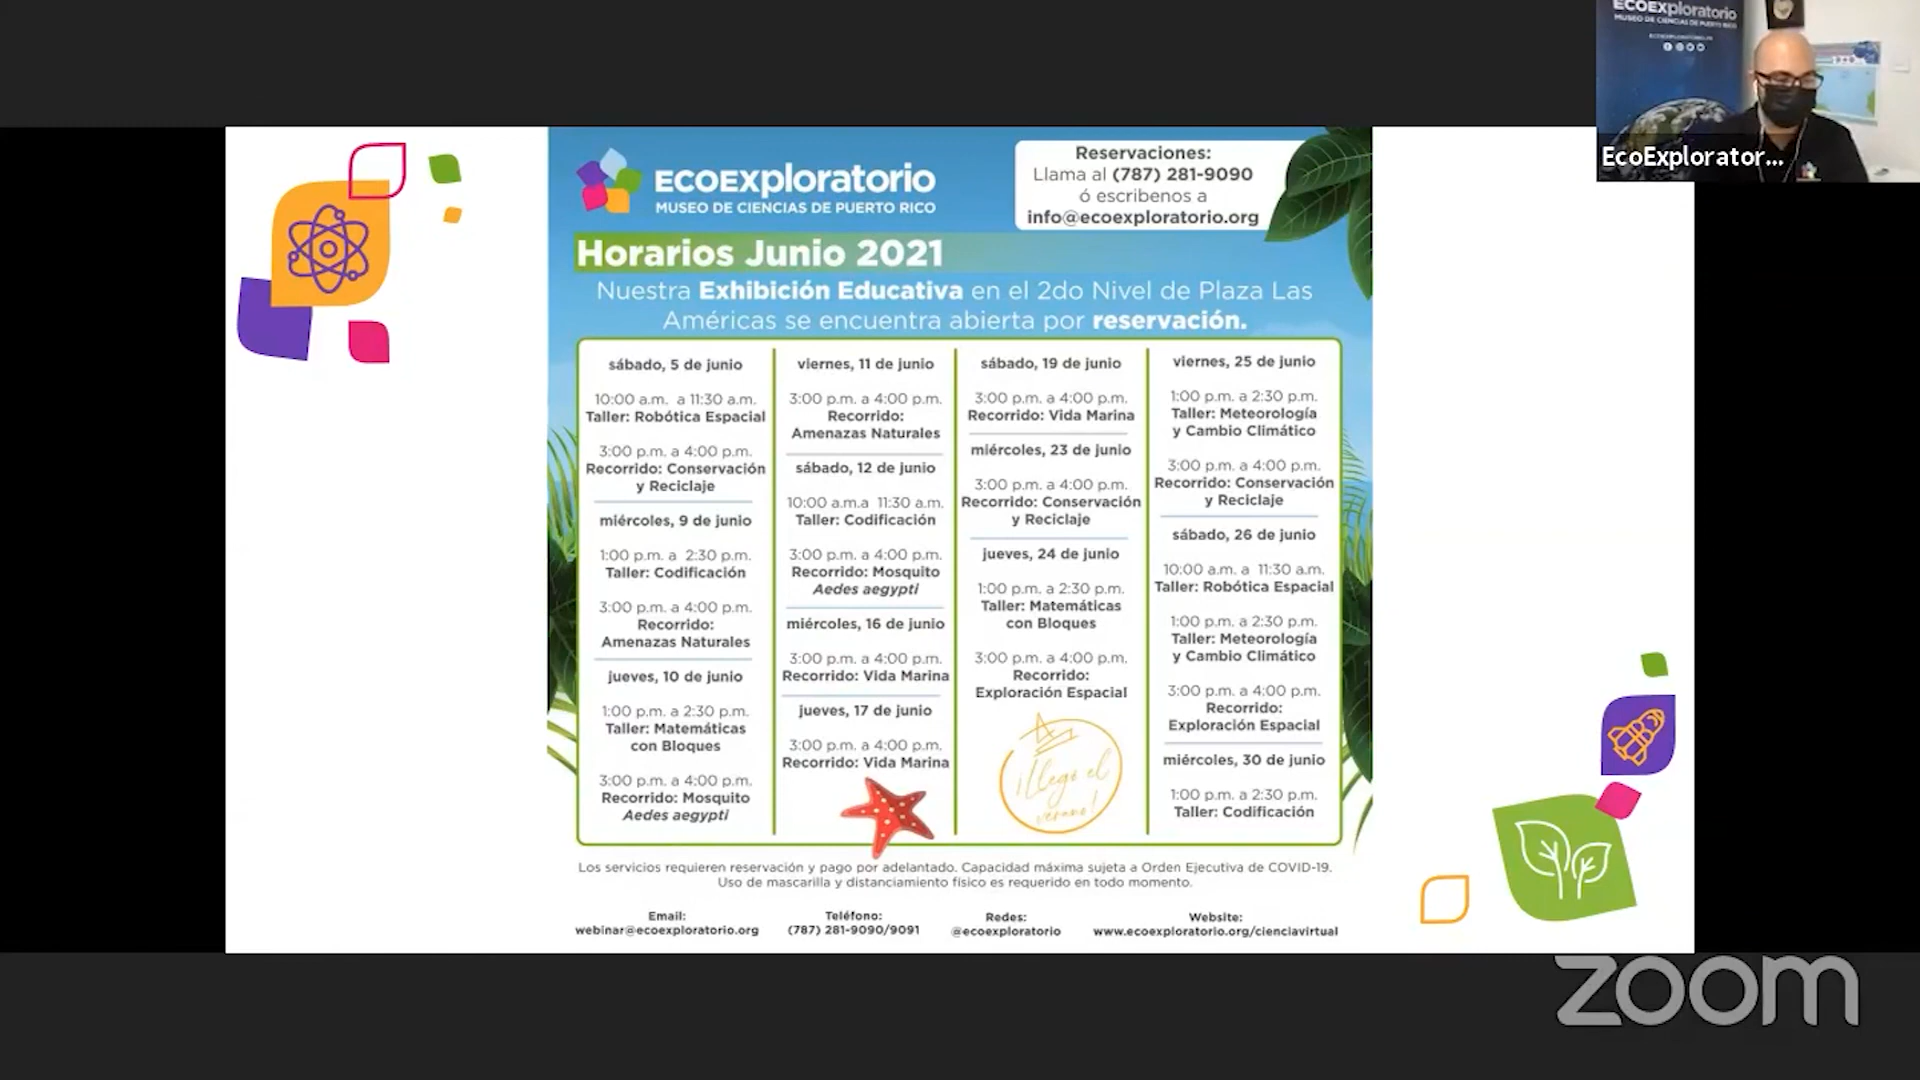 ECOEXploratorio
MUSEO DE CIENCIAS DE PUERTO RICO
EcoExplorator...
ECOEXploratorio
MUSEO DE CIENCIAS DE PUERTO RICO
Reservaciones:
Llama al (787) 281-9090
ó escribenos a
info@ecoexploratorio.org
Horarios Junio 2021
Nuestra Exhibición Educativa en el 2do Nivel de Plaza Las
Américas se encuentra abierta por reservación.
sábado, 5 de junio
10:00 a.m. a 11:30 a.m.
Taller: Robótica Espacial
3:00 p.m. a 4:00 p.m.
Recorrido: Conservación
y Reciclaje
miércoles, 9 de junio
1:00 p.m. a 2:30 p.m.
Taller: Codificación
3:00 p.m. a 4:00 p.m.
Recorrido:
Amenazas Naturales
jueves, 10 de junio
1:00 p.m. a 2:30 p.m.
Taller: Matemáticas
con Bloques
3:00 p.m. a 4:00 p.m.
Recorrido: Mosquito
Aedes aegypti
viernes, 11 de junio
3:00 p.m. a 4:00 p.m.
Recorrido:
Amenazas Naturales
sábado, 12 de junio
10:00 a.m.a 11:30 a.m.
Taller: Codificación
3:00 p.m. a 4:00 p.m.
Recorrido: Mosquito
Aedes aegypti
miércoles, 16 de junio
3:00 p.m. a 4:00 p.m.
Recorrido: Vida Marina
jueves, 17 de junio
3:00 p.m. a 4:00 p.m.
Recorrido: Vida Marina
sábado, 19 de junio
3:00 p.m. a 4:00 p.m.
Recorrido: Vida Marina
miércoles, 23 de junio
3:00 p.m. a 4:00 p.m.
Recorrido: Conservación
y Reciclaje
jueves, 24 de junio
1:00 p.m. a 2:30 p.m.
Taller: Matemáticas
con Bloques
3:00 p.m. a 4:00 p.m.
Recorrido:
Exploración Espacial
¡Llegó el
verano!
viernes, 25 de junio
1:00 p.m. a 2:30 p.m.
Taller: Meteorología
y Cambio Climático
3:00 p.m. a 4:00 p.m.
Recorrido: Conservación
y Reciclaje
sábado, 26 de junio
10:00 a.m. a 11:30 a.m.
Taller: Robótica Espacial
1:00 p.m. a 2:30 p.m.
Taller: Meteorología
y Cambio Climático
3:00 p.m. a 4:00 p.m.
Recorrido:
Exploración Espacial
miércoles, 30 de junio
1:00 p.m. a 2:30 p.m.
Taller: Codificación
Los servicios requieren reservación y pago por adelantado. Capacidad máxima sujeta a Orden Ejecutiva de COVID-19.
Uso de mascarilla y distanciamiento físico es requerido en todo momento.
Email:
webinar@ecoexploratorio.org
Teléfono:
(787) 281-9090/9091
Redes:
@ecoexploratorio
Website:
www.ecoexploratorio.org/cienciavirtual
zoom